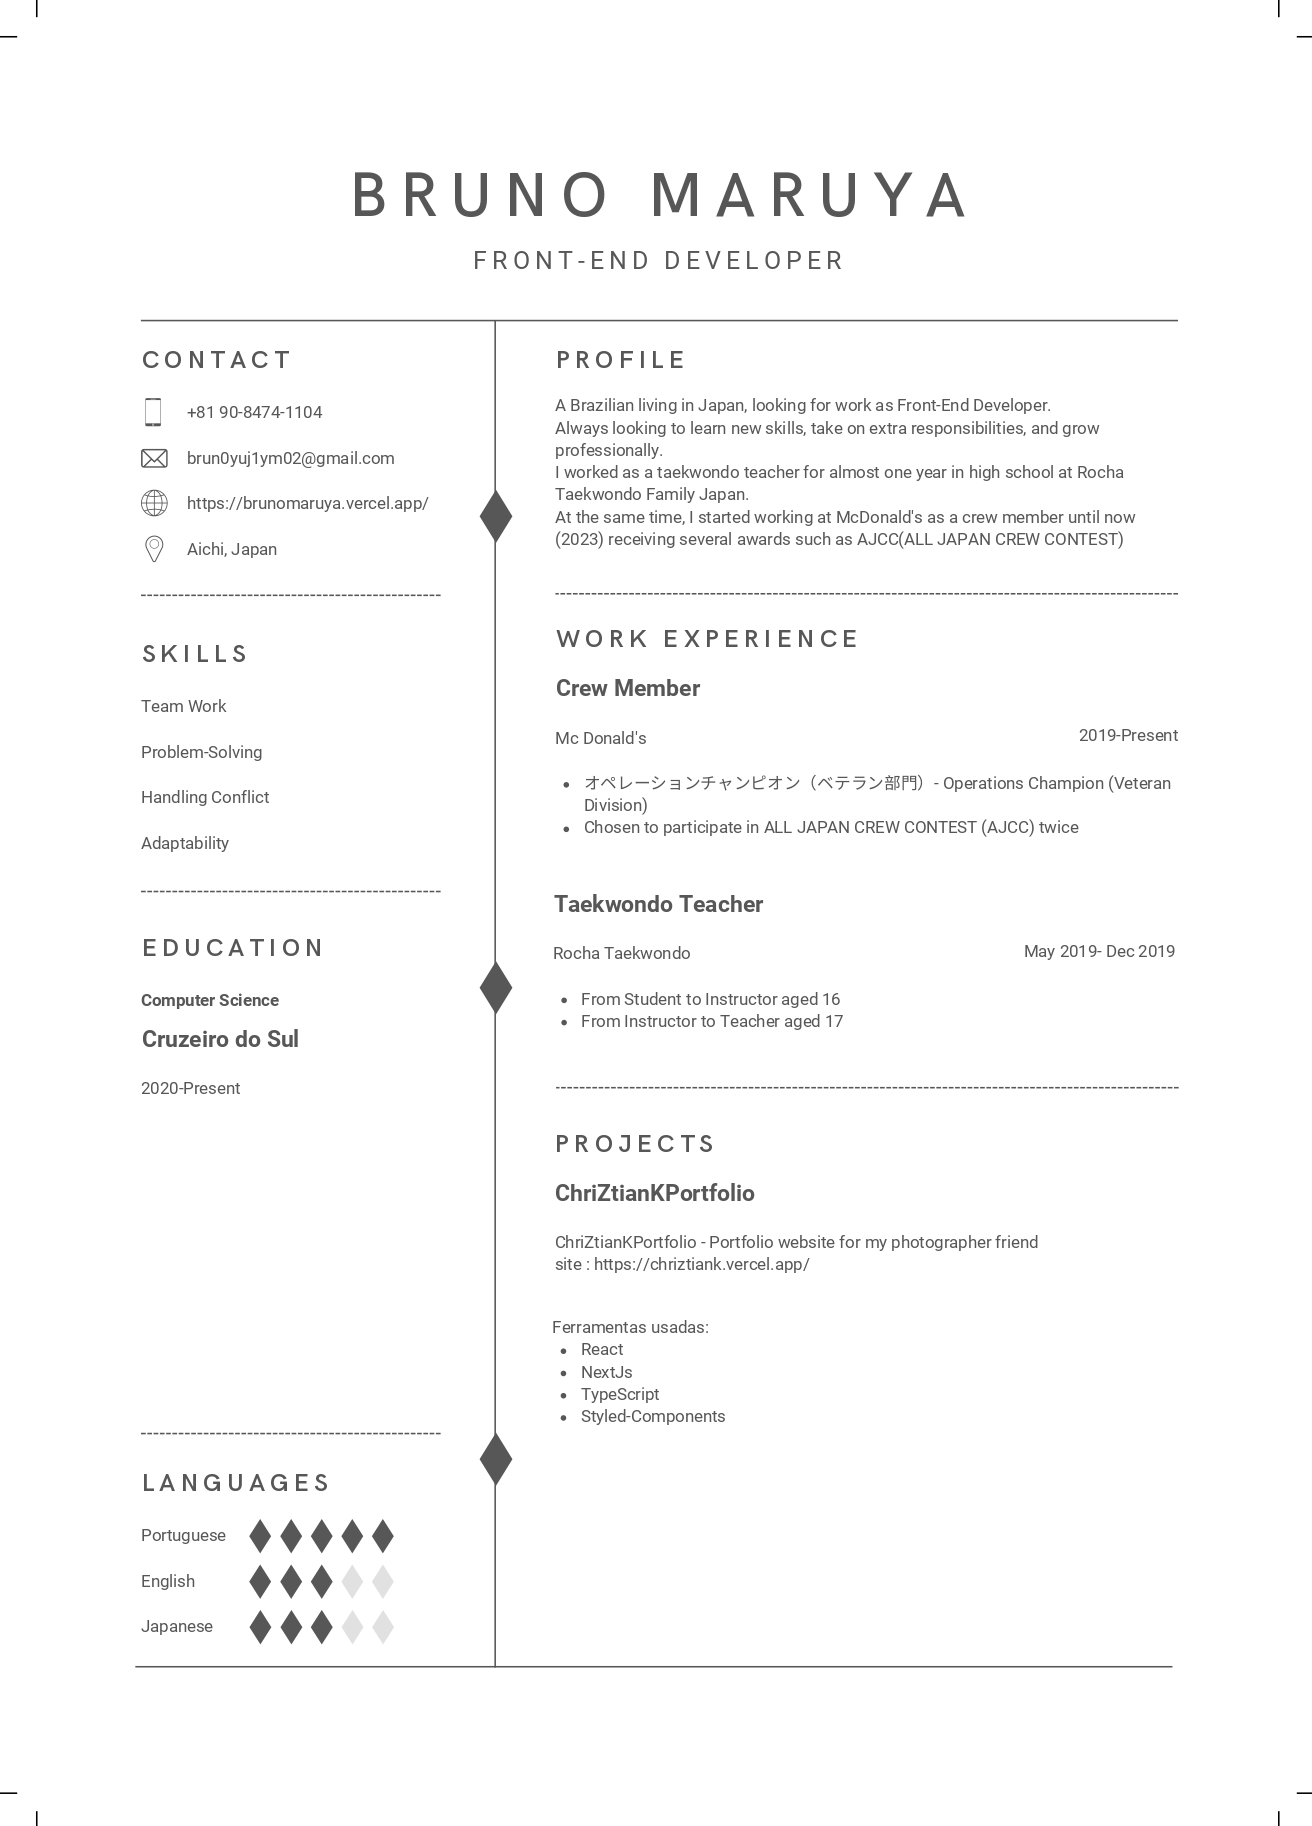 BRUNO MARUYA
FRONT-END DEVELOPER
CONTACT
+81 90-8474-1104
brun0yuj1ym02@gmail.com
https://brunomaruya.vercel.app/
Aichi, Japan
SKILLS
Team Work
Problem-Solving
Handling Conflict
Adaptability
EDUCATION
Computer Science
Cruzeiro do Sul
2020-Present
LANGUAGES
Portuguese
English
Japanese
PROFILE
A Brazilian living in Japan, looking for work as Front-End Developer.
Always looking to learn new skills, take on extra responsibilities, and grow
professionally.
I worked as a taekwondo teacher for almost one year in high school at Rocha
Taekwondo Family Japan.
At the same time, I started working at McDonald's as a crew member until now
(2023) receiving several awards such as AJCC(ALL JAPAN CREW CONTEST)
WORK EXPERIENCE
Crew Member
Mc Donald's 2019-Present
• オペレーションチャンピオン（ベテラン部門）- Operations Champion (Veteran
Division)
• Chosen to participate in ALL JAPAN CREW CONTEST (AJCC) twice
Taekwondo Teacher
Rocha Taekwondo May 2019- Dec 2019
• From Student to Instructor aged 16
• From Instructor to Teacher aged 17
PROJECTS
ChriZtianKPortfolio
ChriZtianKPortfolio - Portfolio website for my photographer friend
site : https://chriztiank.vercel.app/
Ferramentas usadas:
• React
• NextJs
• TypeScript
• Styled-Components